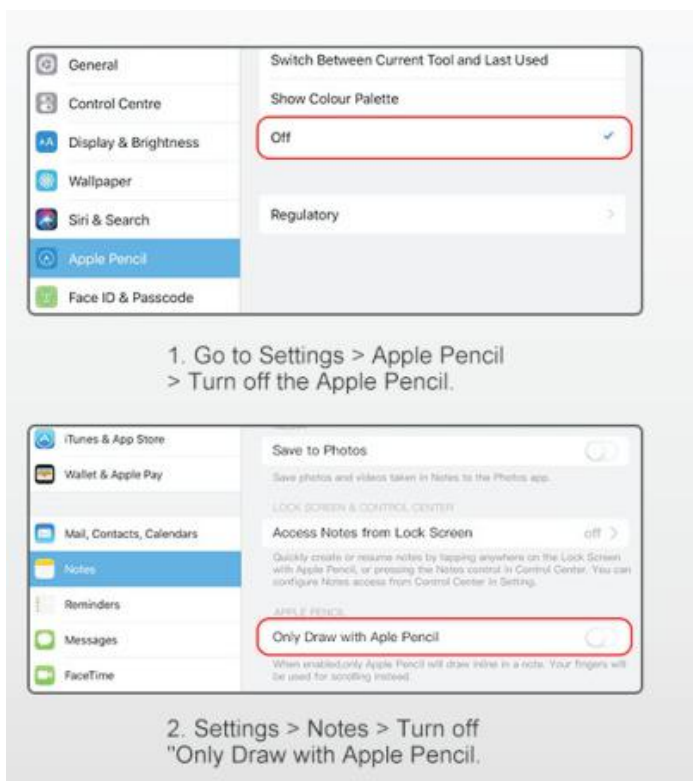 General
Control Centre
Display & Brightness
Wallpaper
Siri & Search
Apple Pencil
Face ID & Passcode
Switch Between Current Tool and Last Used
Show Colour Palette
Off
Regulatory
1. Go to Settings > Apple Pencil
> Turn off the Apple Pencil.
iTunes & App Store
Wallet & Apple Pay
Mail, Contacts, Calendars
Notes
Reminders
Messages
FaceTime
Save to Photos
Save photos and videos taken in Notes to the Photos app.
LOCK SCREEN & CONTROL CENTER
Access Notes from Lock Screen
off >
Quickly create or resume notes by tapping anywhere on the Lock Screen
with Apple Pencil, or pressing the Notes control in Control Center. You can
configure Notes access from Control Center in Setting.
APPLE PENCIL
Only Draw with Aple Pencil
When enabled,only Apple Pencil will draw inline in a note. Your fingers will
be used for scrolling instead.
2. Settings > Notes > Turn off
"Only Draw with Apple Pencil.